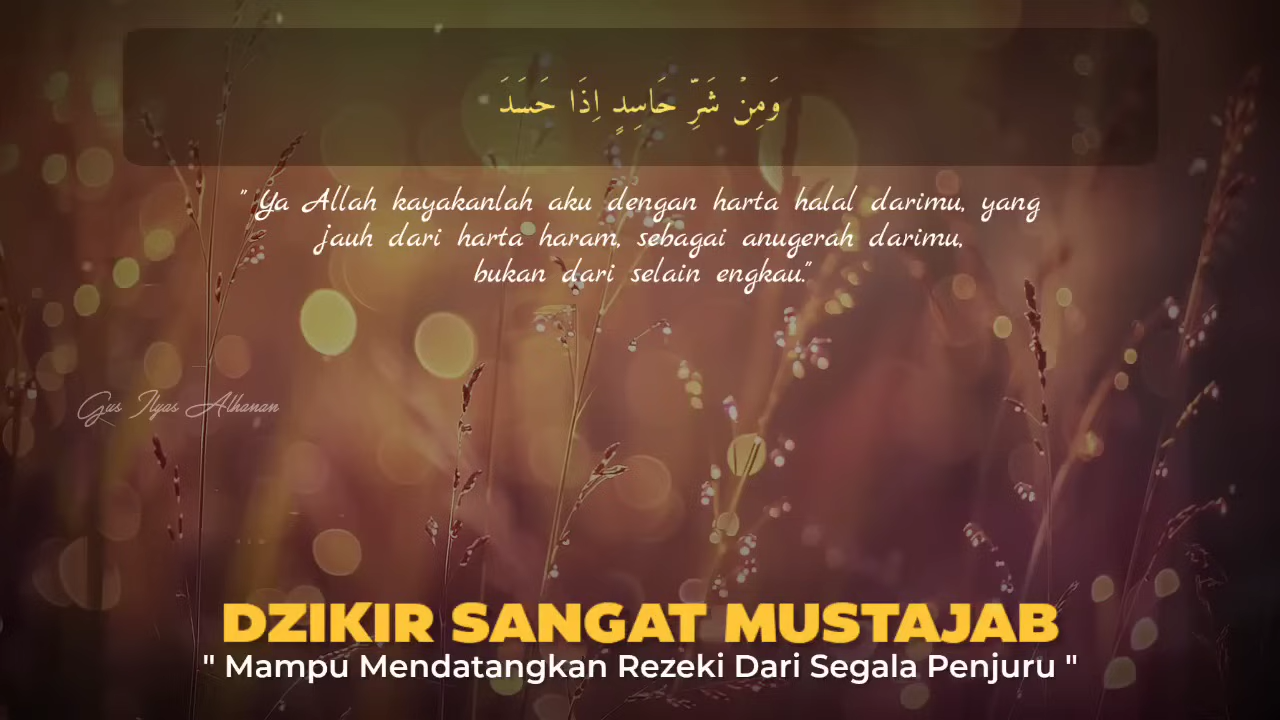 وَمِنْ شَرِّ حَاسِدٍ اِذَا حَسَدَ
" Ya Allah kayakanlah aku dengan harta halal darimu, yang
jauh dari harta haram, sebagai anugerah darimu,
bukan dari selain engkau."
Gus Ilyas Alhanan
DZIKIR SANGAT MUSTAJAB
" Mampu Mendatangkan Rezeki Dari Segala Penjuru "